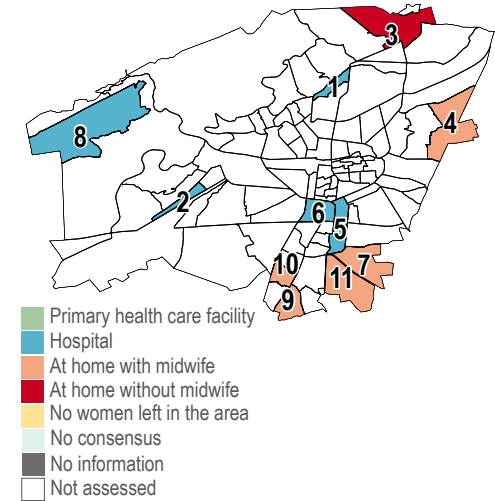 3
1
4
8
2
6
5
10
7
11
9
Primary health care facility
Hospital
At home with midwife
At home without midwife
No women left in the area
No consensus
No information
Not assessed